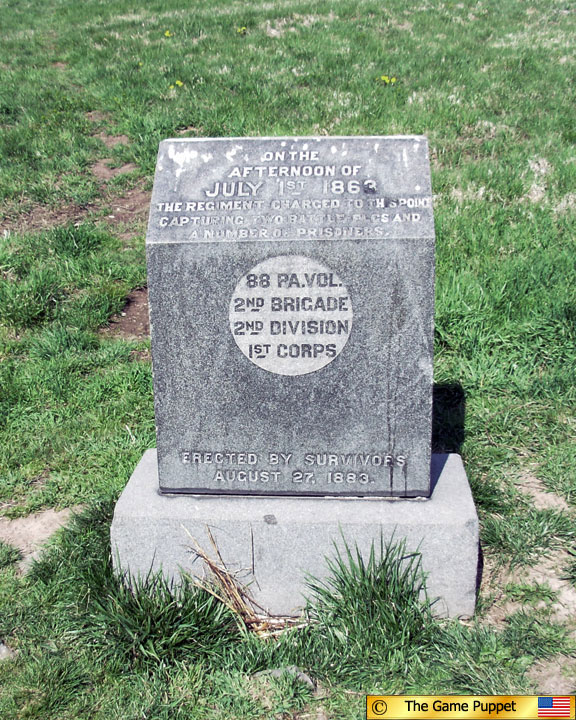 ON THE
AFTERNOON OF
JULY 1ST 1863
THE REGIMENT CHARGED TO THIS POINT
CAPTURING TWO BATTLE FLAGS AND
A NUMBER OF PRISONERS.
88 PA.VOL.
2ND BRIGADE
2ND DIVISION
1ST CORPS
ERECTED BY SURVIVORS
AUGUST 27, 1883.
© The Game Puppet